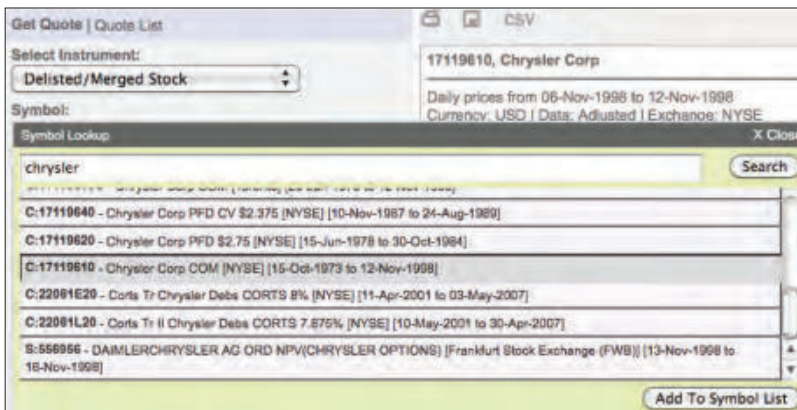 Get Quote | Quote List
CSV
Select Instrument:
Delisted/Merged Stock
17119610, Chrysler Corp
Daily prices from 06-Nov-1998 to 12-Nov-1998
Currency: USD | Data: Adjusted | Exchange: NYSE
Symbol:
Symbol Lookup
X Close
chrysler
Search
C:17119640 - Chrysler Corp PFD CV $2.375 [NYSE] [10-Nov-1987 to 24-Aug-1989]
C:17119620 - Chrysler Corp PFD $2.75 [NYSE] [15-Jun-1978 to 30-Oct-1984]
C:17119610 - Chrysler Corp COM [NYSE] [15-Oct-1973 to 12-Nov-1998]
C:22081E20 - Corts Tr Chrysler Debs CORTS 8% [NYSE] [11-Apr-2001 to 03-May-2007]
C:22081L20 - Corts Tr II Chrysler Debs CORTS 7.875% [NYSE] [10-May-2001 to 30-Apr-2007]
S:556956 - DAIMLERCHRYSLER AG ORD NPV(CHRYSLER OPTIONS) [Frankfurt Stock Exchange (FWB)] [13-Nov-1998 to
16-Nov-1998]
Add To Symbol List